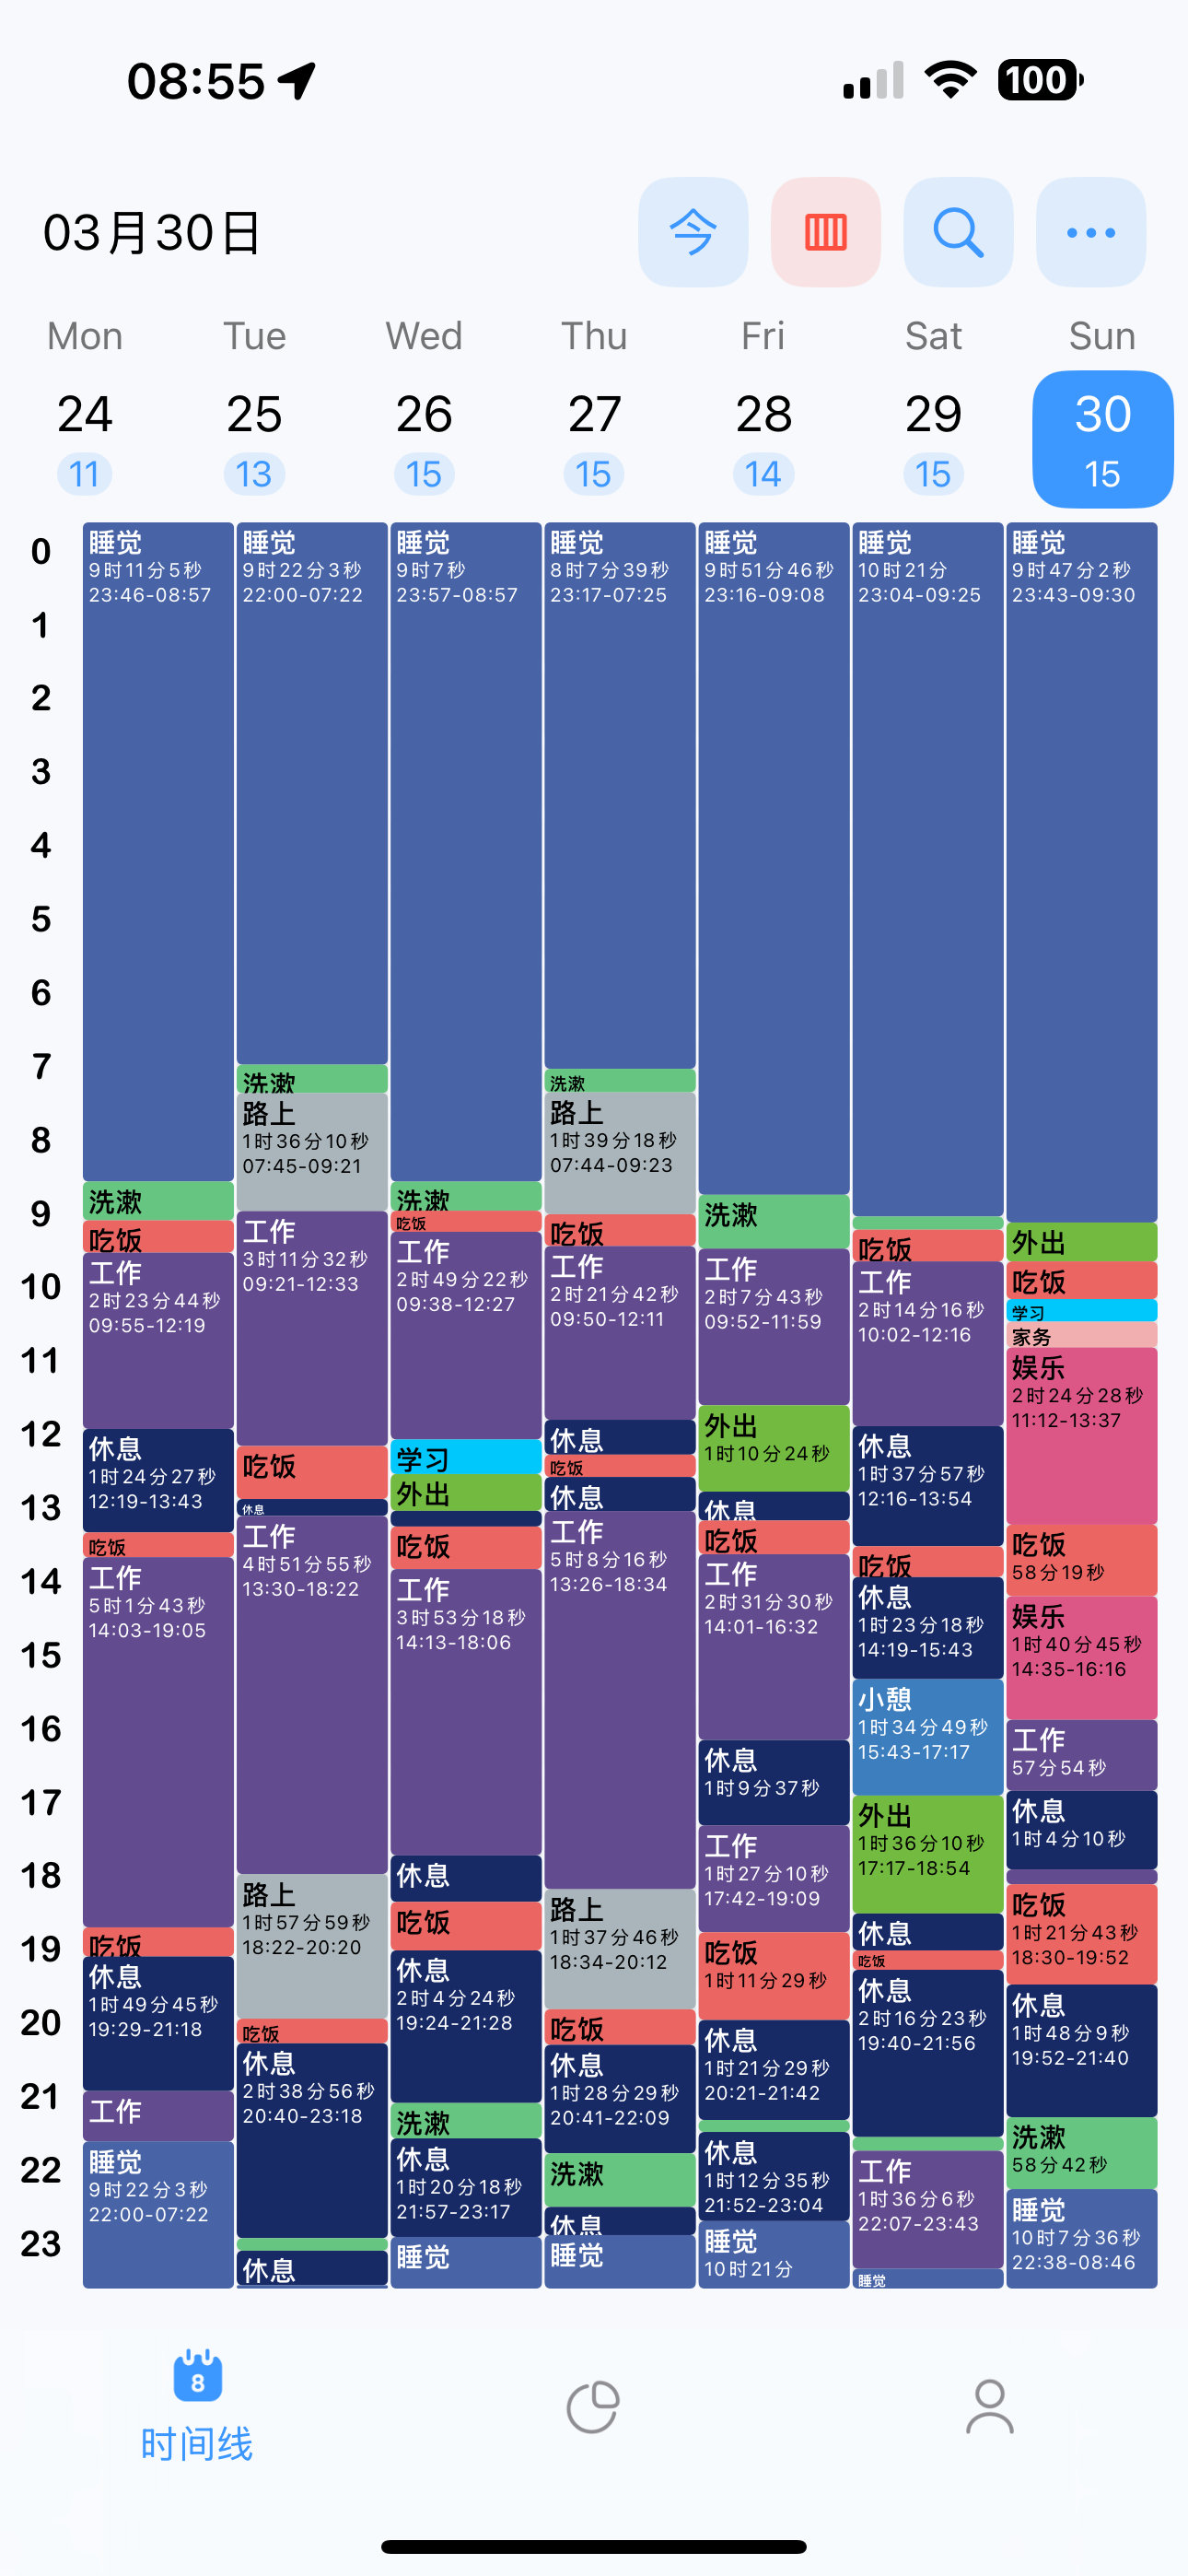 08:55
100
03月30日
今
Mon Tue Wed Thu Fri Sat Sun
24 25 26 27 28 29 30
11 13 15 15 14 15 15
0
1
2
3
4
5
6
7
8
9
10
11
12
13
14
15
16
17
18
19
20
21
22
23
睡觉
9时11分5秒
23:46-08:57
洗漱
吃饭
工作
2时23分44秒
09:55-12:19
休息
1时24分27秒
12:19-13:43
吃饭
工作
5时1分43秒
14:03-19:05
吃饭
休息
1时49分45秒
19:29-21:18
工作
睡觉
9时22分3秒
22:00-07:22
睡觉
9时22分3秒
22:00-07:22
洗漱
路上
1时36分10秒
07:45-09:21
工作
3时11分32秒
09:21-12:33
吃饭
休息
工作
4时51分55秒
13:30-18:22
路上
1时57分59秒
18:22-20:20
吃饭
休息
2时38分56秒
20:40-23:18
休息
睡觉
9时7秒
23:57-08:57
洗漱
吃饭
工作
2时49分22秒
09:38-12:27
学习
外出
吃饭
工作
3时53分18秒
14:13-18:06
休息
吃饭
休息
2时4分24秒
19:24-21:28
洗漱
休息
1时20分18秒
21:57-23:17
睡觉
睡觉
8时7分39秒
23:17-07:25
洗漱
路上
1时39分18秒
07:44-09:23
吃饭
工作
2时21分42秒
09:50-12:11
休息
吃饭
休息
工作
5时8分16秒
13:26-18:34
路上
1时37分46秒
18:34-20:12
吃饭
休息
1时28分29秒
20:41-22:09
洗漱
休息
睡觉
睡觉
9时51分46秒
23:16-09:08
洗漱
工作
2时7分43秒
09:52-11:59
外出
1时10分24秒
休息
吃饭
工作
2时31分30秒
14:01-16:32
休息
1时9分37秒
工作
1时27分10秒
17:42-19:09
吃饭
1时11分29秒
休息
1时21分29秒
20:21-21:42
休息
1时12分35秒
21:52-23:04
睡觉
10时21分
睡觉
10时21分
23:04-09:25
吃饭
工作
2时14分16秒
10:02-12:16
休息
1时37分57秒
12:16-13:54
吃饭
休息
1时23分18秒
14:19-15:43
小憩
1时34分49秒
15:43-17:17
外出
1时36分10秒
17:17-18:54
休息
吃饭
休息
2时16分23秒
19:40-21:56
工作
1时36分6秒
22:07-23:43
睡觉
睡觉
9时47分2秒
23:43-09:30
外出
吃饭
学习
家务
娱乐
2时24分28秒
11:12-13:37
吃饭
58分19秒
娱乐
1时40分45秒
14:35-16:16
工作
57分54秒
休息
1时4分10秒
吃饭
1时21分43秒
18:30-19:52
休息
1时48分9秒
19:52-21:40
洗漱
58分42秒
睡觉
10时7分36秒
22:38-08:46
8
时间线